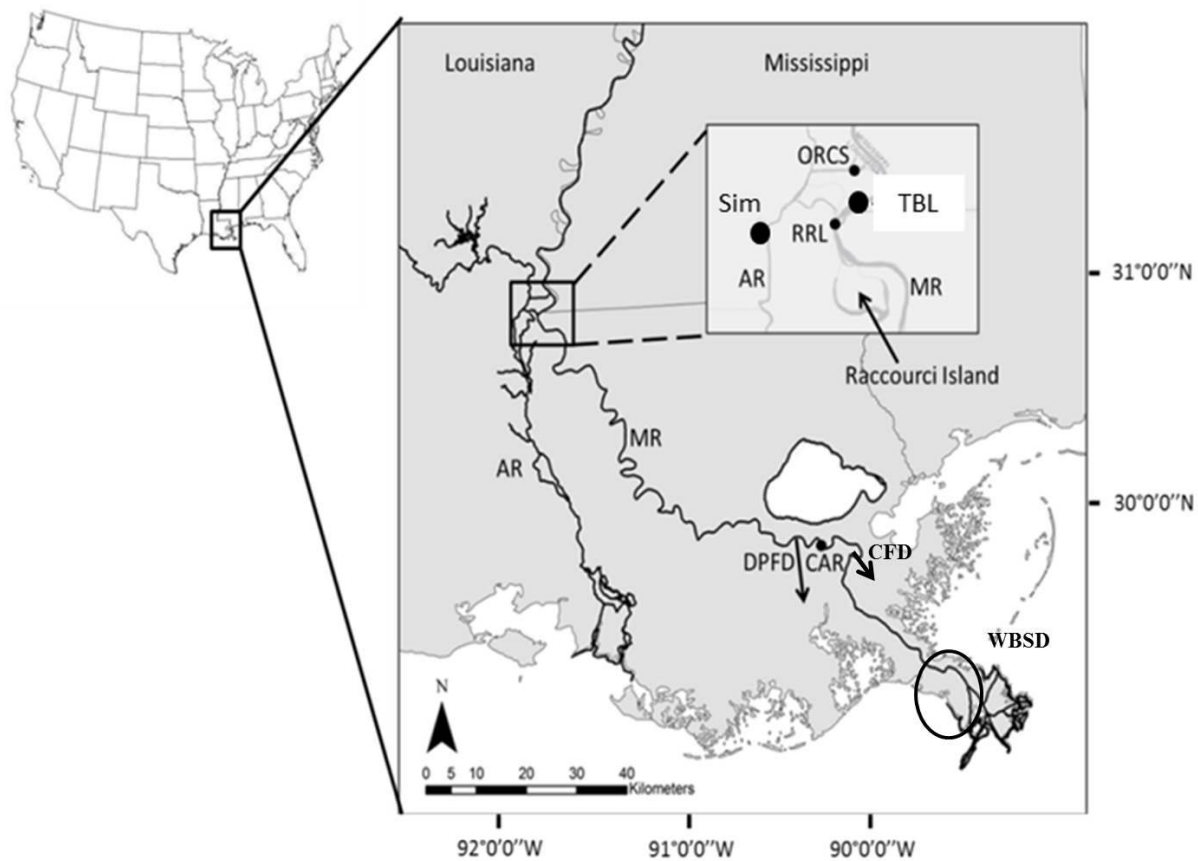 Louisiana
Mississippi
ORCS
Sim
TBL
RRL
AR
MR
31°0'0"N
Raccourci Island
MR
AR
30°0'0"N
DPFD
CAR
CFD
WBSD
N
0 5 10 20 30 40
Kilometers
92°0'0"W
91°0'0"W
90°0'0"W